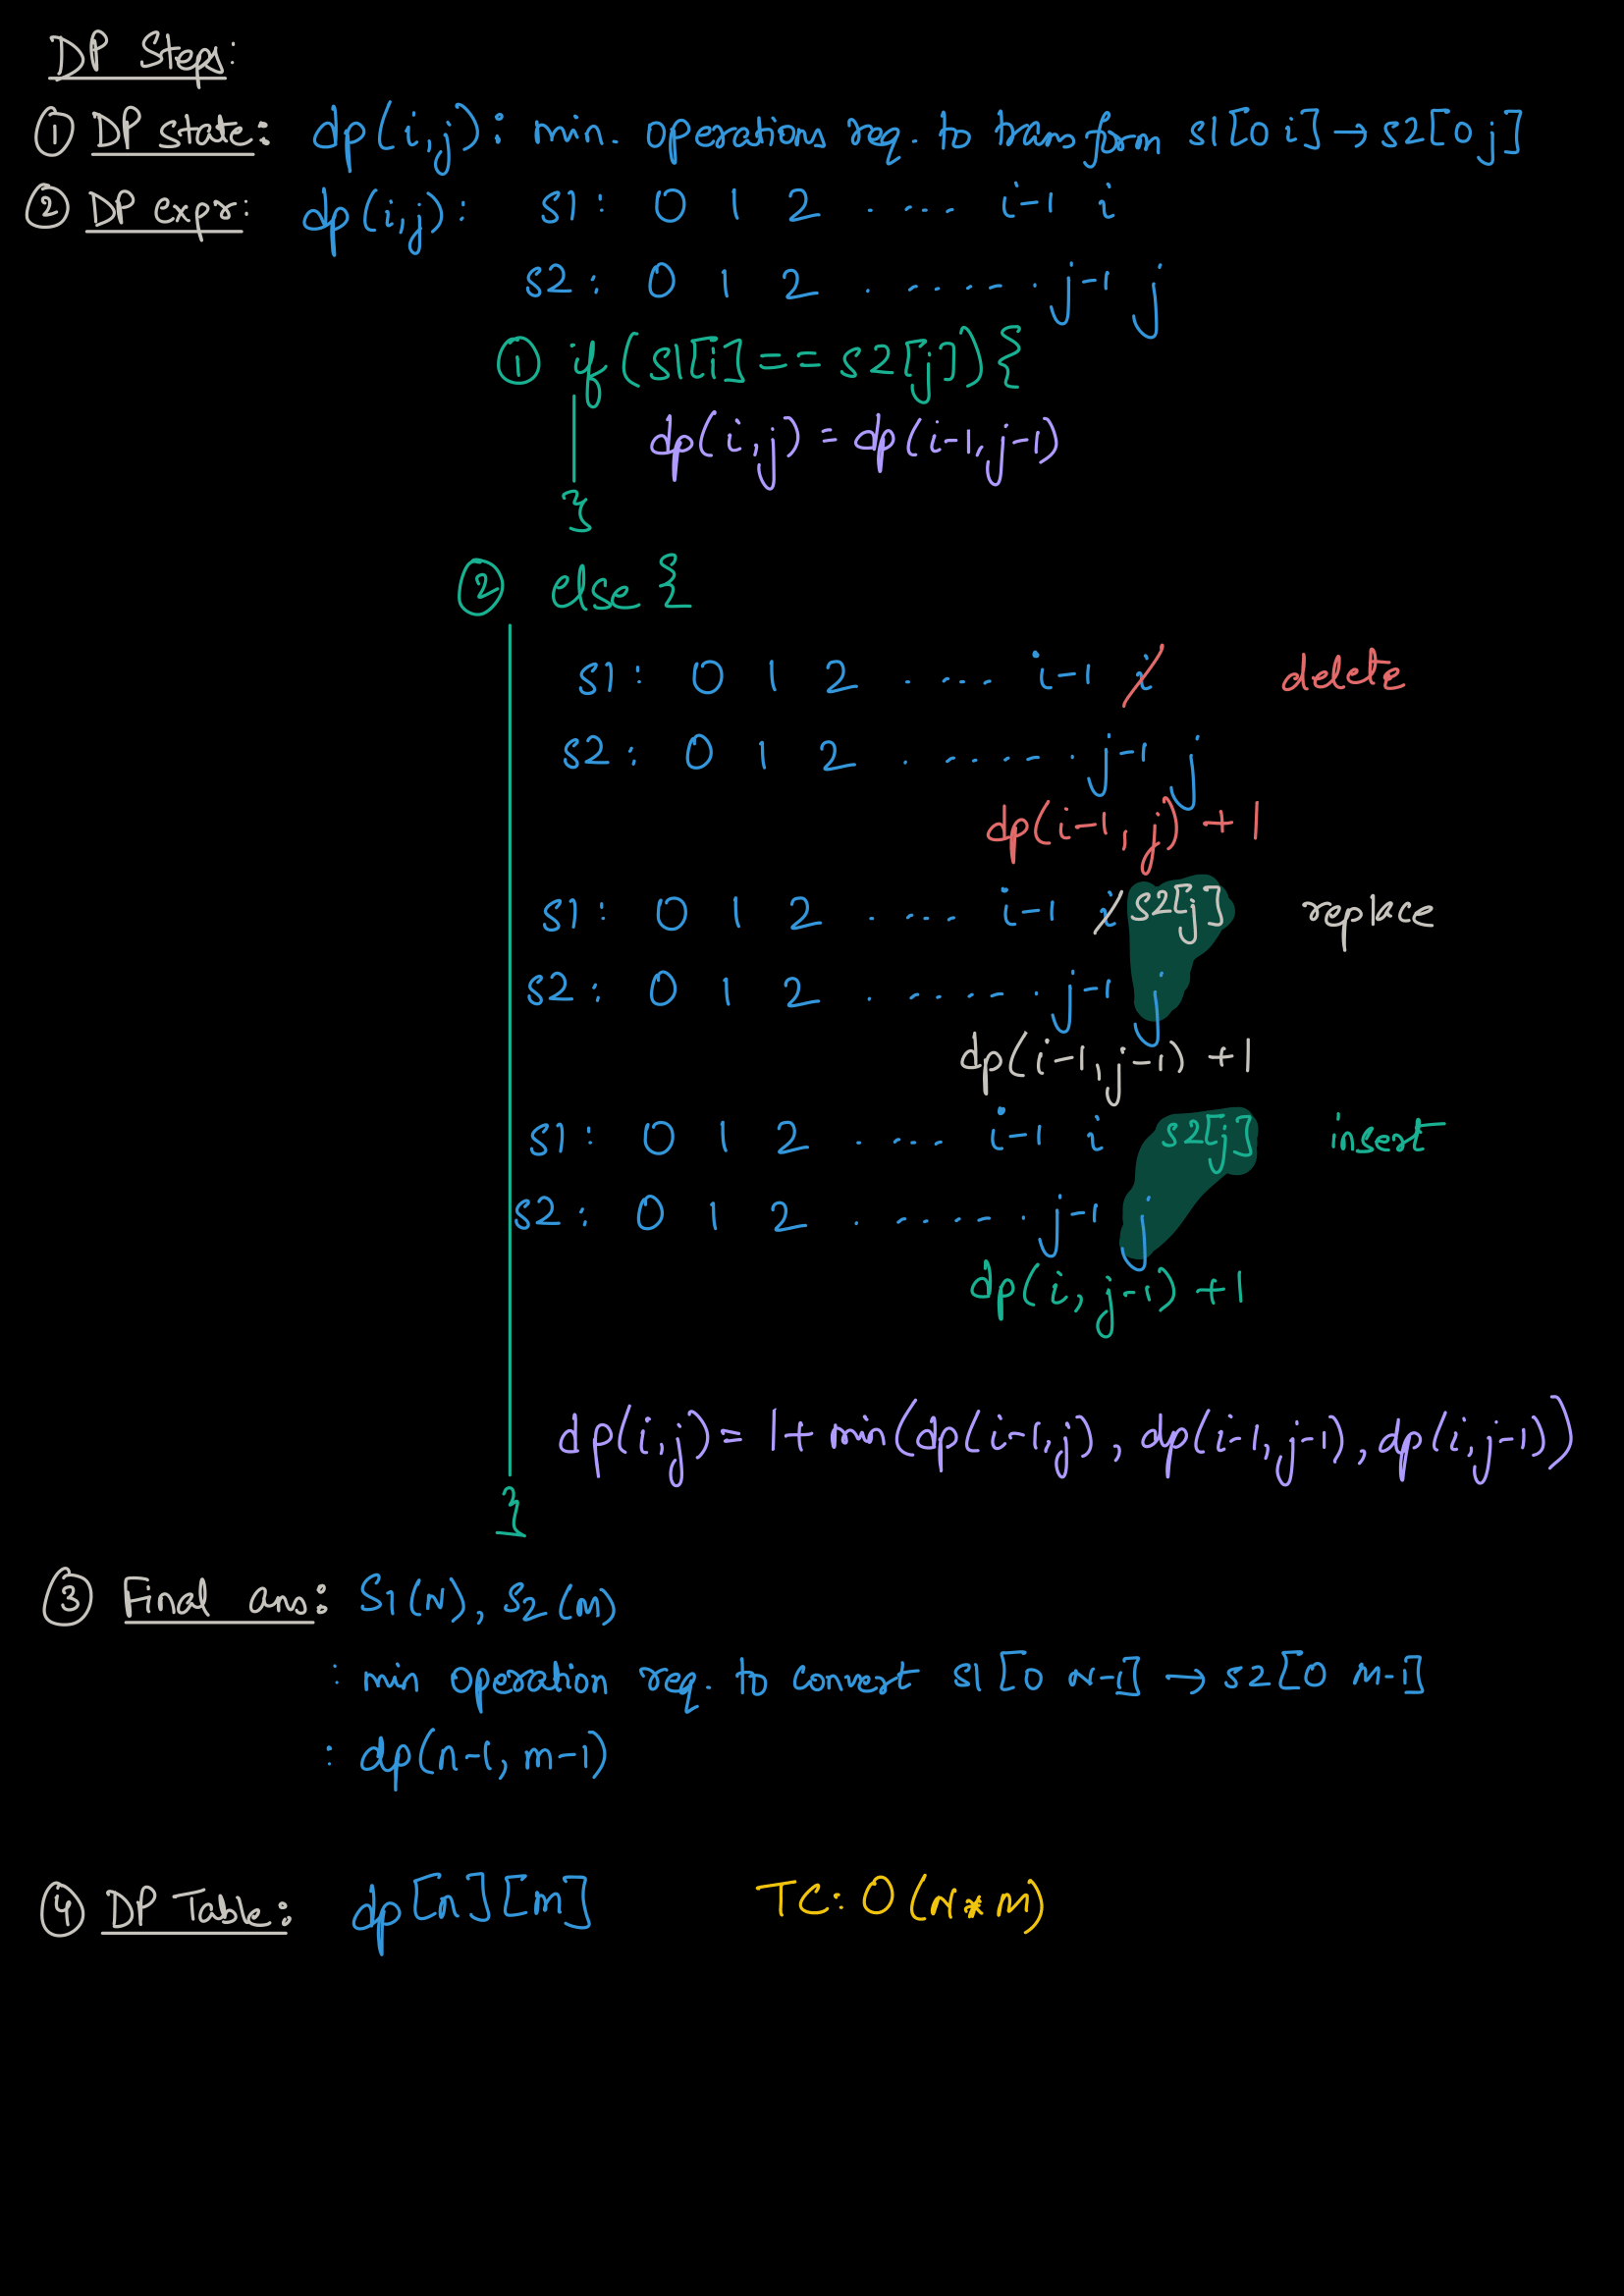 DP Steps:
① DP state: dp(i,j): min. operations req. to transform s1[0 i] → s2[0 j]
② DP expr: dp(i,j): s1: 0 1 2 . ... i-1 i
s2: 0 1 2 . ..... . j-1 j
① if (s1[i] == s2[j]) {
dp(i,j) = dp(i-1, j-1)
}
② else {
s1: 0 1 2 . ... i-1 i delete
s2: 0 1 2 . ..... . j-1 j
dp(i-1, j) + 1
s1: 0 1 2 . ... i-1 i s2[j] replace
s2: 0 1 2 . ..... . j-1 j
dp(i-1, j-1) + 1
s1: 0 1 2 . ... i-1 i s2[j] insert
s2: 0 1 2 . ..... . j-1 j
dp(i, j-1) + 1
dp(i,j) = 1 + min(dp(i-1,j), dp(i-1,j-1), dp(i,j-1))
}
③ Final ans: S1(N), S2(M)
: min operation req. to convert s1[0 N-1] → s2[0 M-1]
: dp(n-1, m-1)
④ DP Table: dp[n][m] TC: O(N*M)